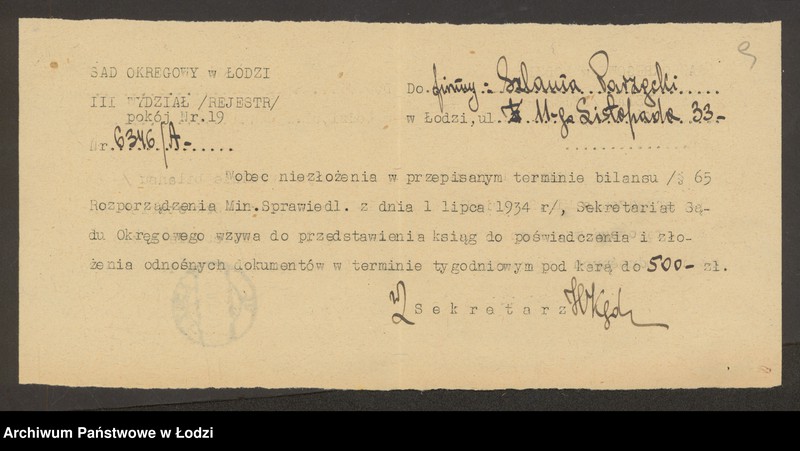 9
SĄD OKRĘGOWY w ŁODZI
III WYDZIAŁ /REJESTR/
pokój Nr.19
Nr. 6346/A-......
Do firmy: Szlama Parzęcki.....
w Łodzi,ul. 11-go Listopada 33-
Wobec niezłożenia w przepisanym terminie bilansu /§ 65
Rozporządzenia Min.Sprawiedl. z dnia 1 lipca 1934 r/, Sekretariat Są-
du Okręgowego wzywa do przedstawienia ksiąg do poświadczenia i zło-
żenia odnośnych dokumentów w terminie tygodniowym pod karą do 500- zł.
Sekretarz
Archiwum Państwowe w Łodzi